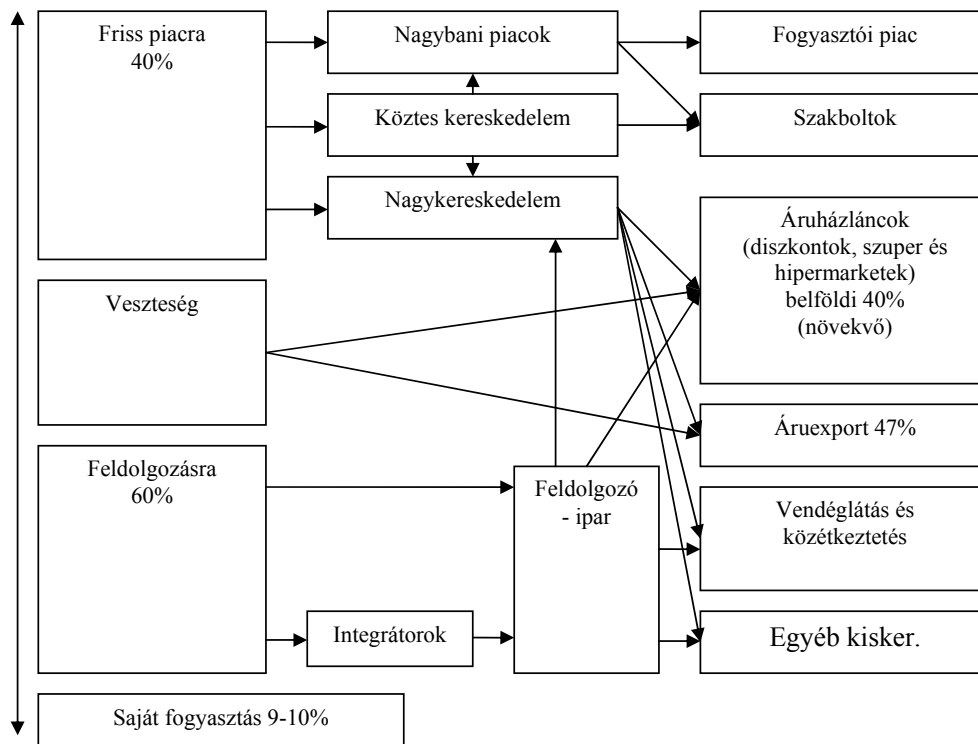 Friss piacra
40%
Nagybani piacok
Fogyasztói piac
Köztes kereskedelem
Szakboltok
Nagykereskedelem
Áruházláncok
(diszkontok, szuper és
hipermarketek)
belföldi 40%
(növekvő)
Veszteség
Áruexport 47%
Feldolgozásra
60%
Feldolgozó
- ipar
Vendéglátás és
közétkeztetés
Integrátorok
Egyéb kisker.
Saját fogyasztás 9-10%